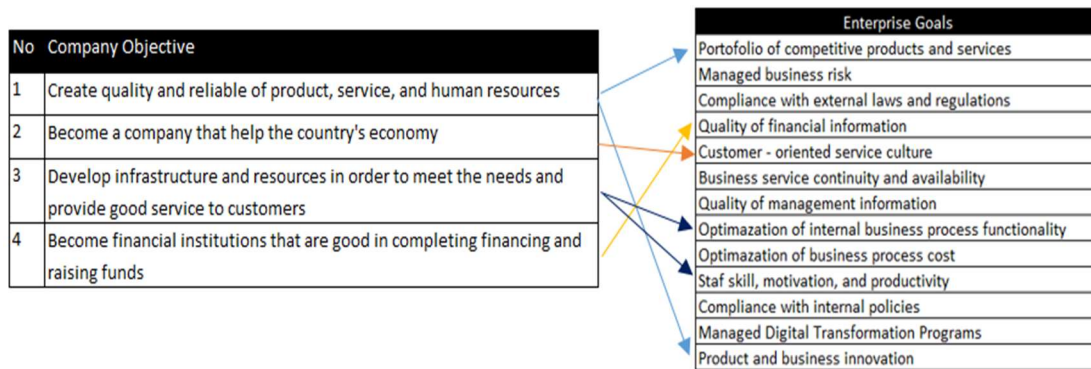 No Company Objective
1 Create quality and reliable of product, service, and human resources
2 Become a company that help the country's economy
3 Develop infrastructure and resources in order to meet the needs and
provide good service to customers
4 Become financial institutions that are good in completing financing and
raising funds
Enterprise Goals
Portofolio of competitive products and services
Managed business risk
Compliance with external laws and regulations
Quality of financial information
Customer - oriented service culture
Business service continuity and availability
Quality of management information
Optimazation of internal business process functionality
Optimazation of business process cost
Staf skill, motivation, and productivity
Compliance with internal policies
Managed Digital Transformation Programs
Product and business innovation